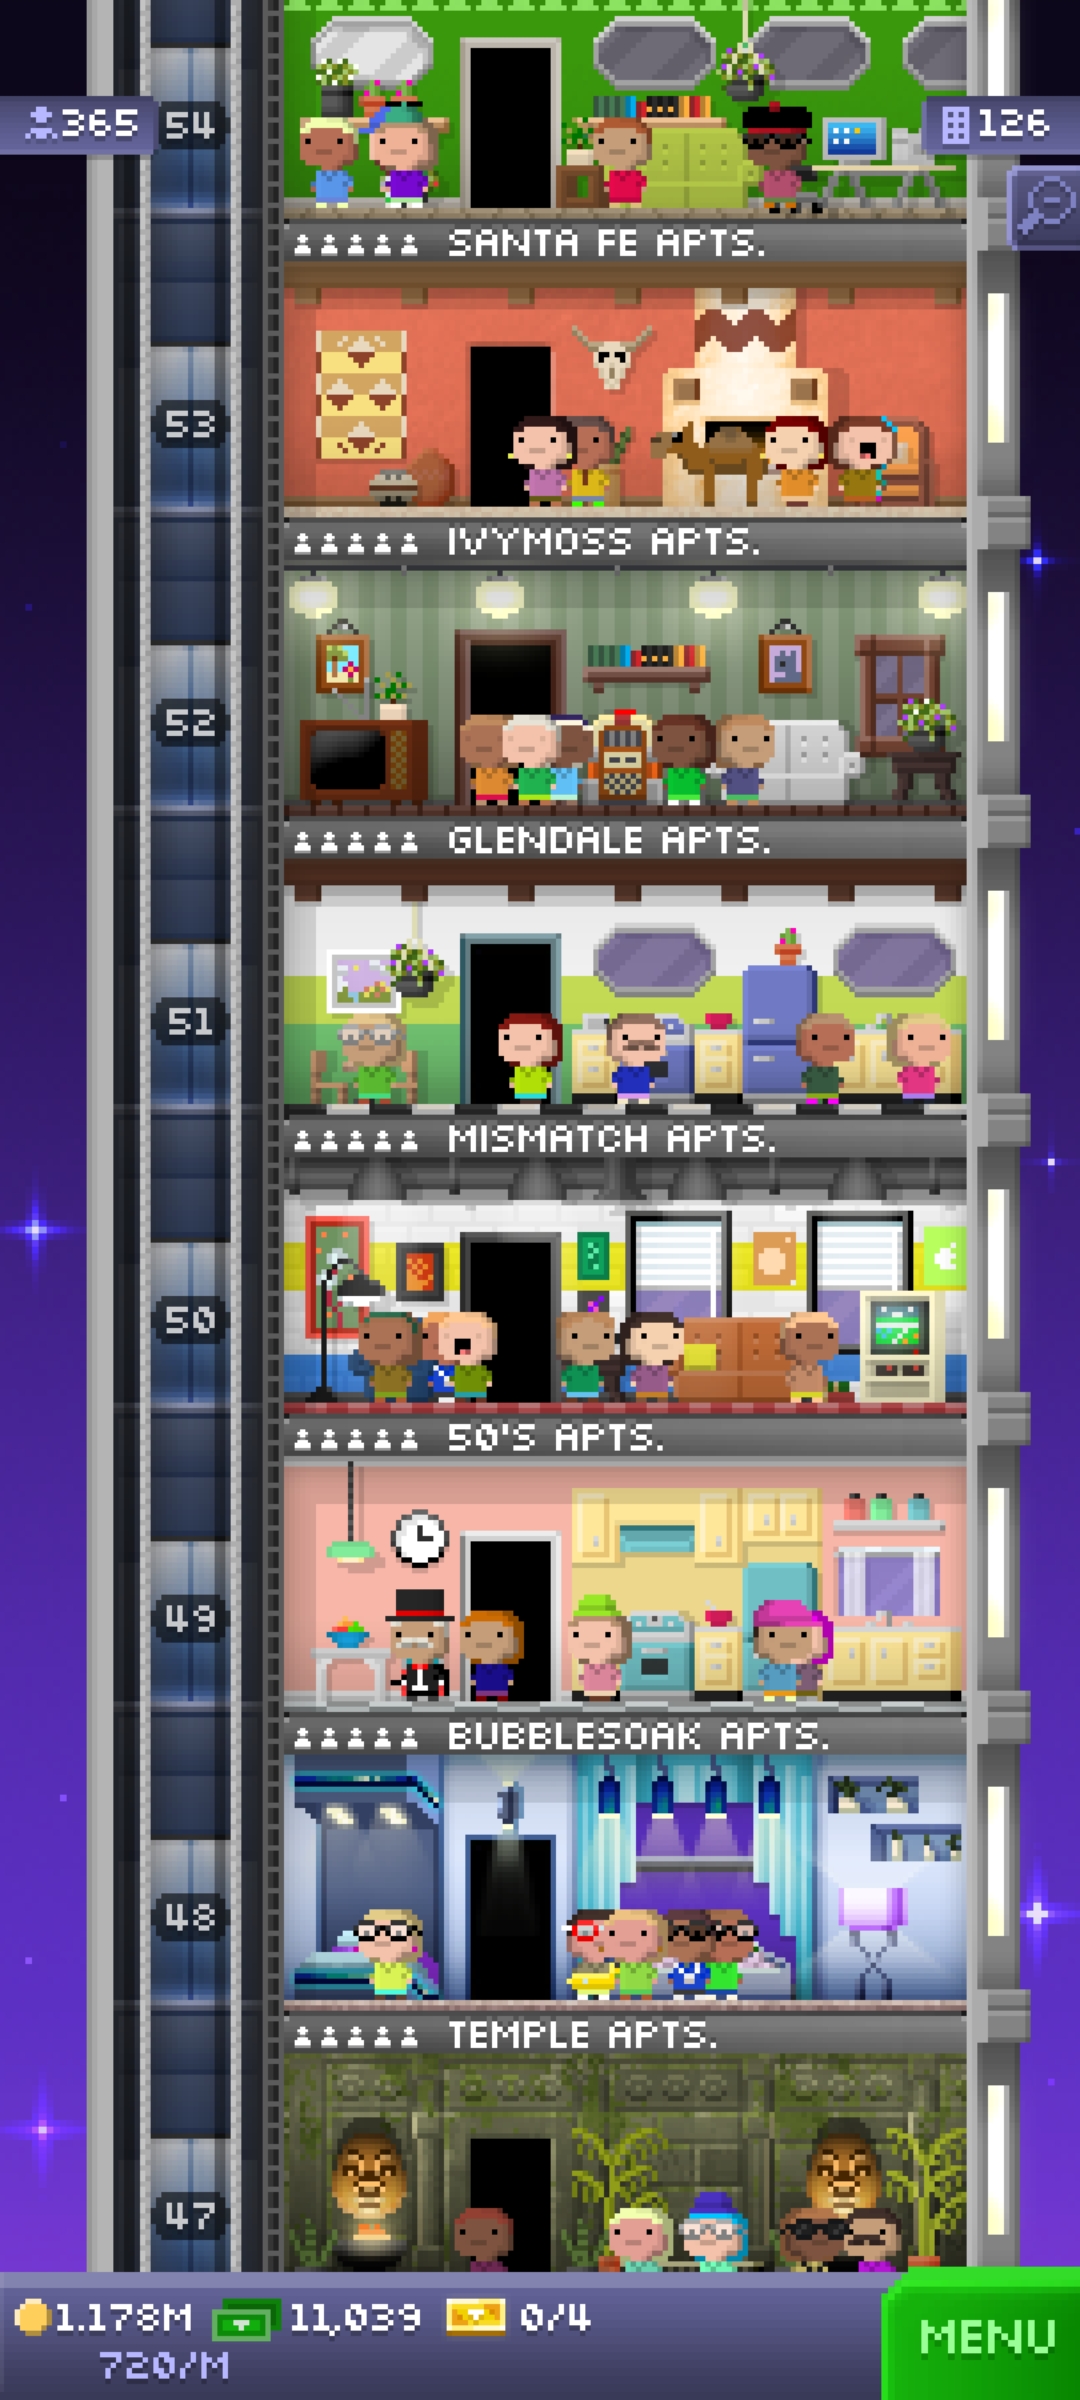 365
54
126
SANTA FE APTS.
53
IVYMOSS APTS.
52
GLENDALE APTS.
51
MISMATCH APTS.
50
50'S APTS.
49
BUBBLESOAK APTS.
48
TEMPLE APTS.
47
1.178M 11,039 0/4
720/M
MENU